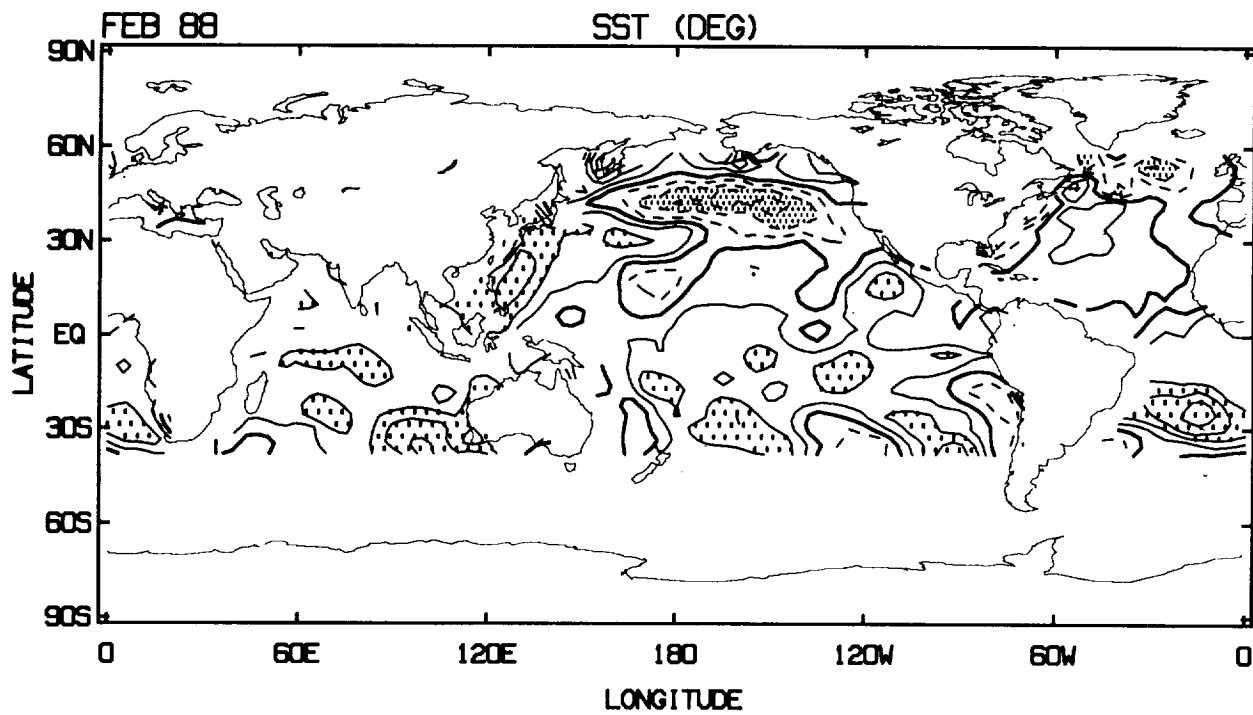 FEB 88 SST (DEG)
90N
60N
30N
EQ
30S
60S
90S
LATITUDE
0 60E 120E 180 120W 60W 0
LONGITUDE